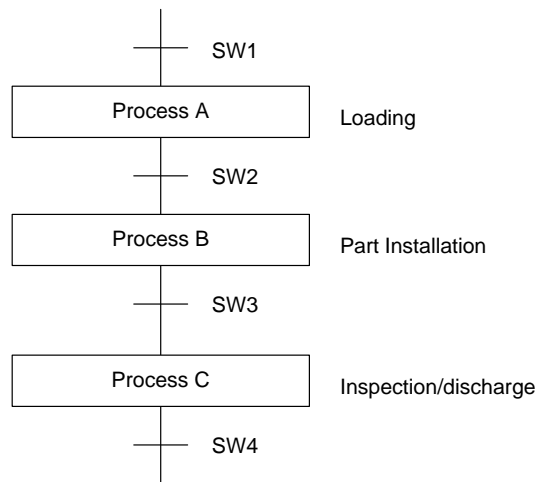 SW1
Process A
Loading
SW2
Process B
Part Installation
SW3
Process C
Inspection/discharge
SW4